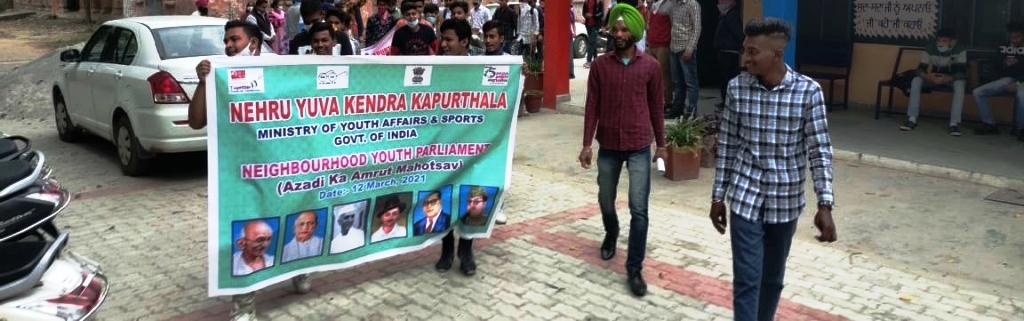 NEHRU YUVA KENDRA KAPURTHALA
MINISTRY OF YOUTH AFFAIRS & SPORTS
GOVT. OF INDIA
NEIGHBOURHOOD YOUTH PARLIAMENT
(Azadi Ka Amrut Mahotsav)
Date:- 12 March, 2021